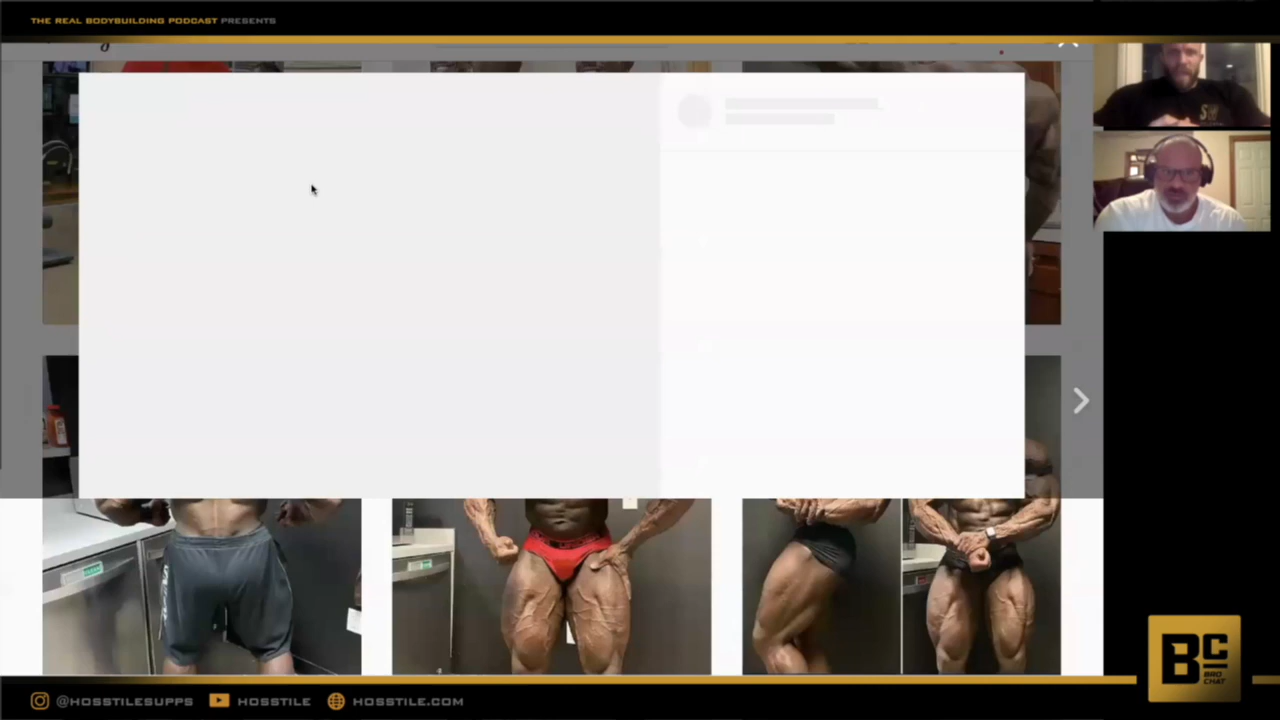 THE REAL BODYBUILDING PODCAST PRESENTS
@HOSSTILESUPPS HOSSTILE HOSSTILE.COM
BC
BRO
CHAT